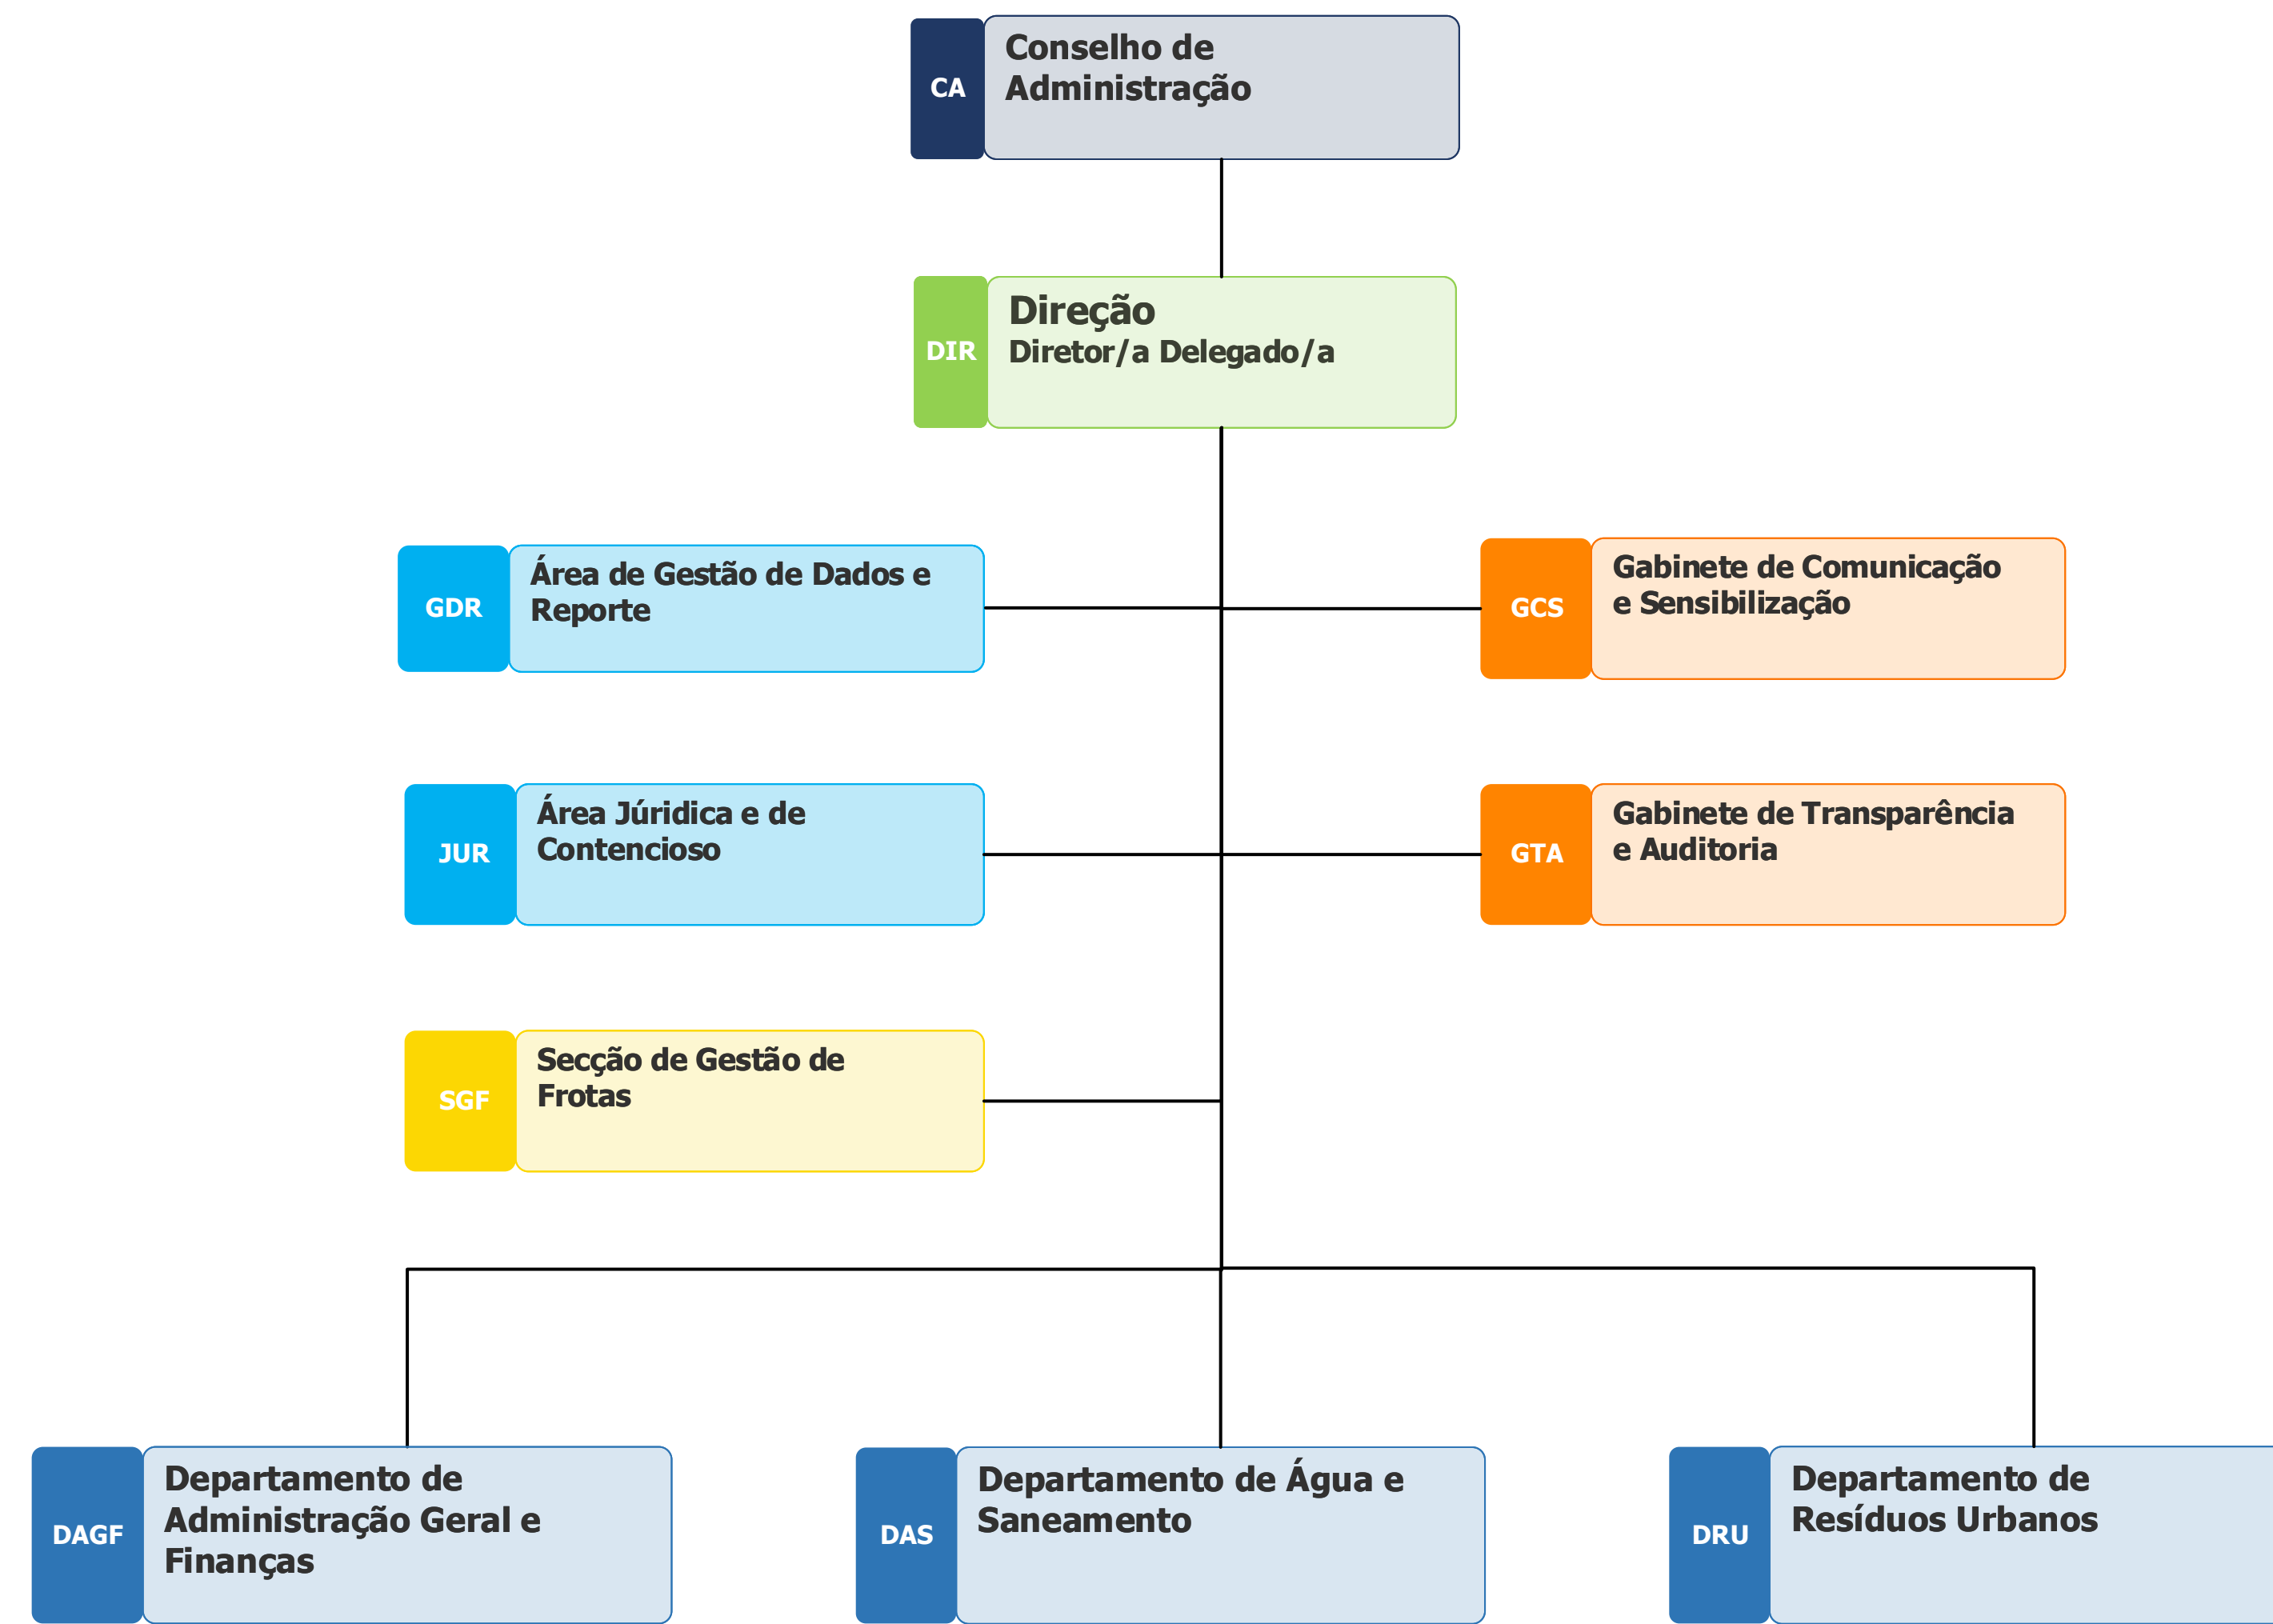 CA
Conselho de
Administração
DIR
Direção
Diretor/a Delegado/a
GDR
Área de Gestão de Dados e
Reporte
GCS
Gabinete de Comunicação
e Sensibilização
JUR
Área Júridica e de
Contencioso
GTA
Gabinete de Transparência
e Auditoria
SGF
Secção de Gestão de
Frotas
DAGF
Departamento de
Administração Geral e
Finanças
DAS
Departamento de Água e
Saneamento
DRU
Departamento de
Resíduos Urbanos